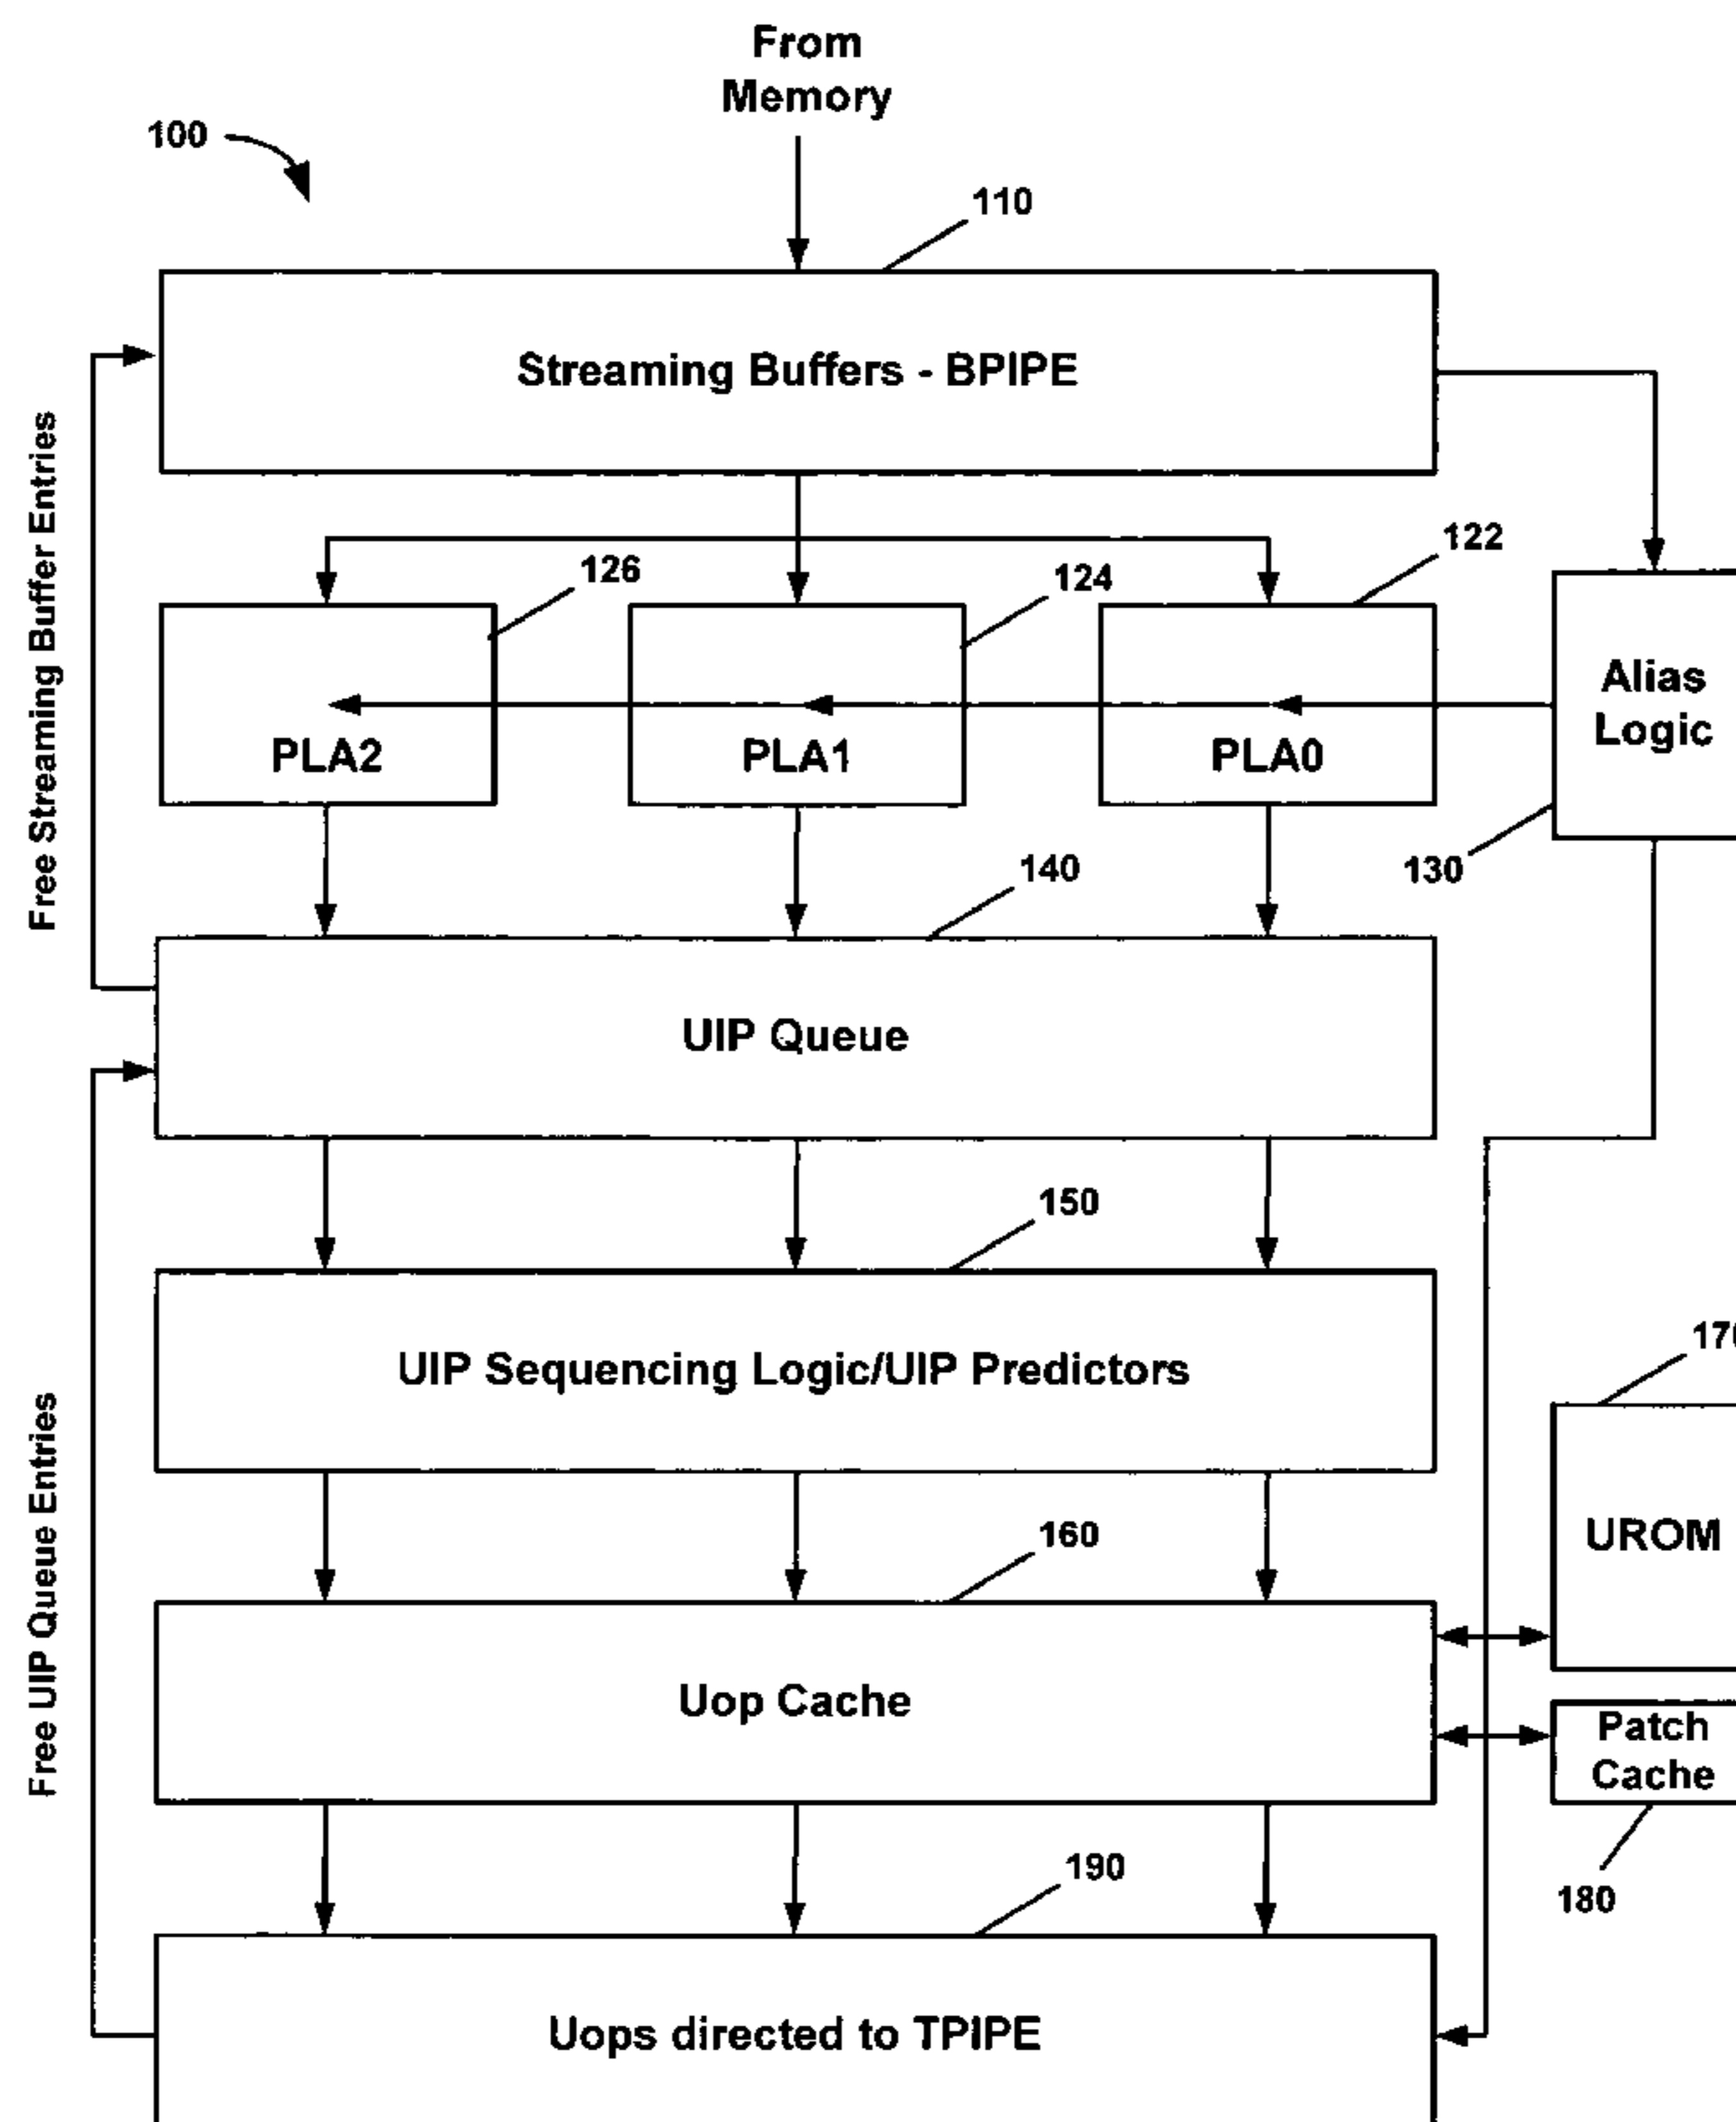 From
Memory
100
110
Streaming Buffers - BPIPE
Free Streaming Buffer Entries
122
126
124
Alias
Logic
PLA2
PLA1
PLA0
130
140
UIP Queue
150
UIP Sequencing Logic/UIP Predictors
170
Free UIP Queue Entries
160
UROM
Uop Cache
Patch
Cache
190
180
Uops directed to TPIPE